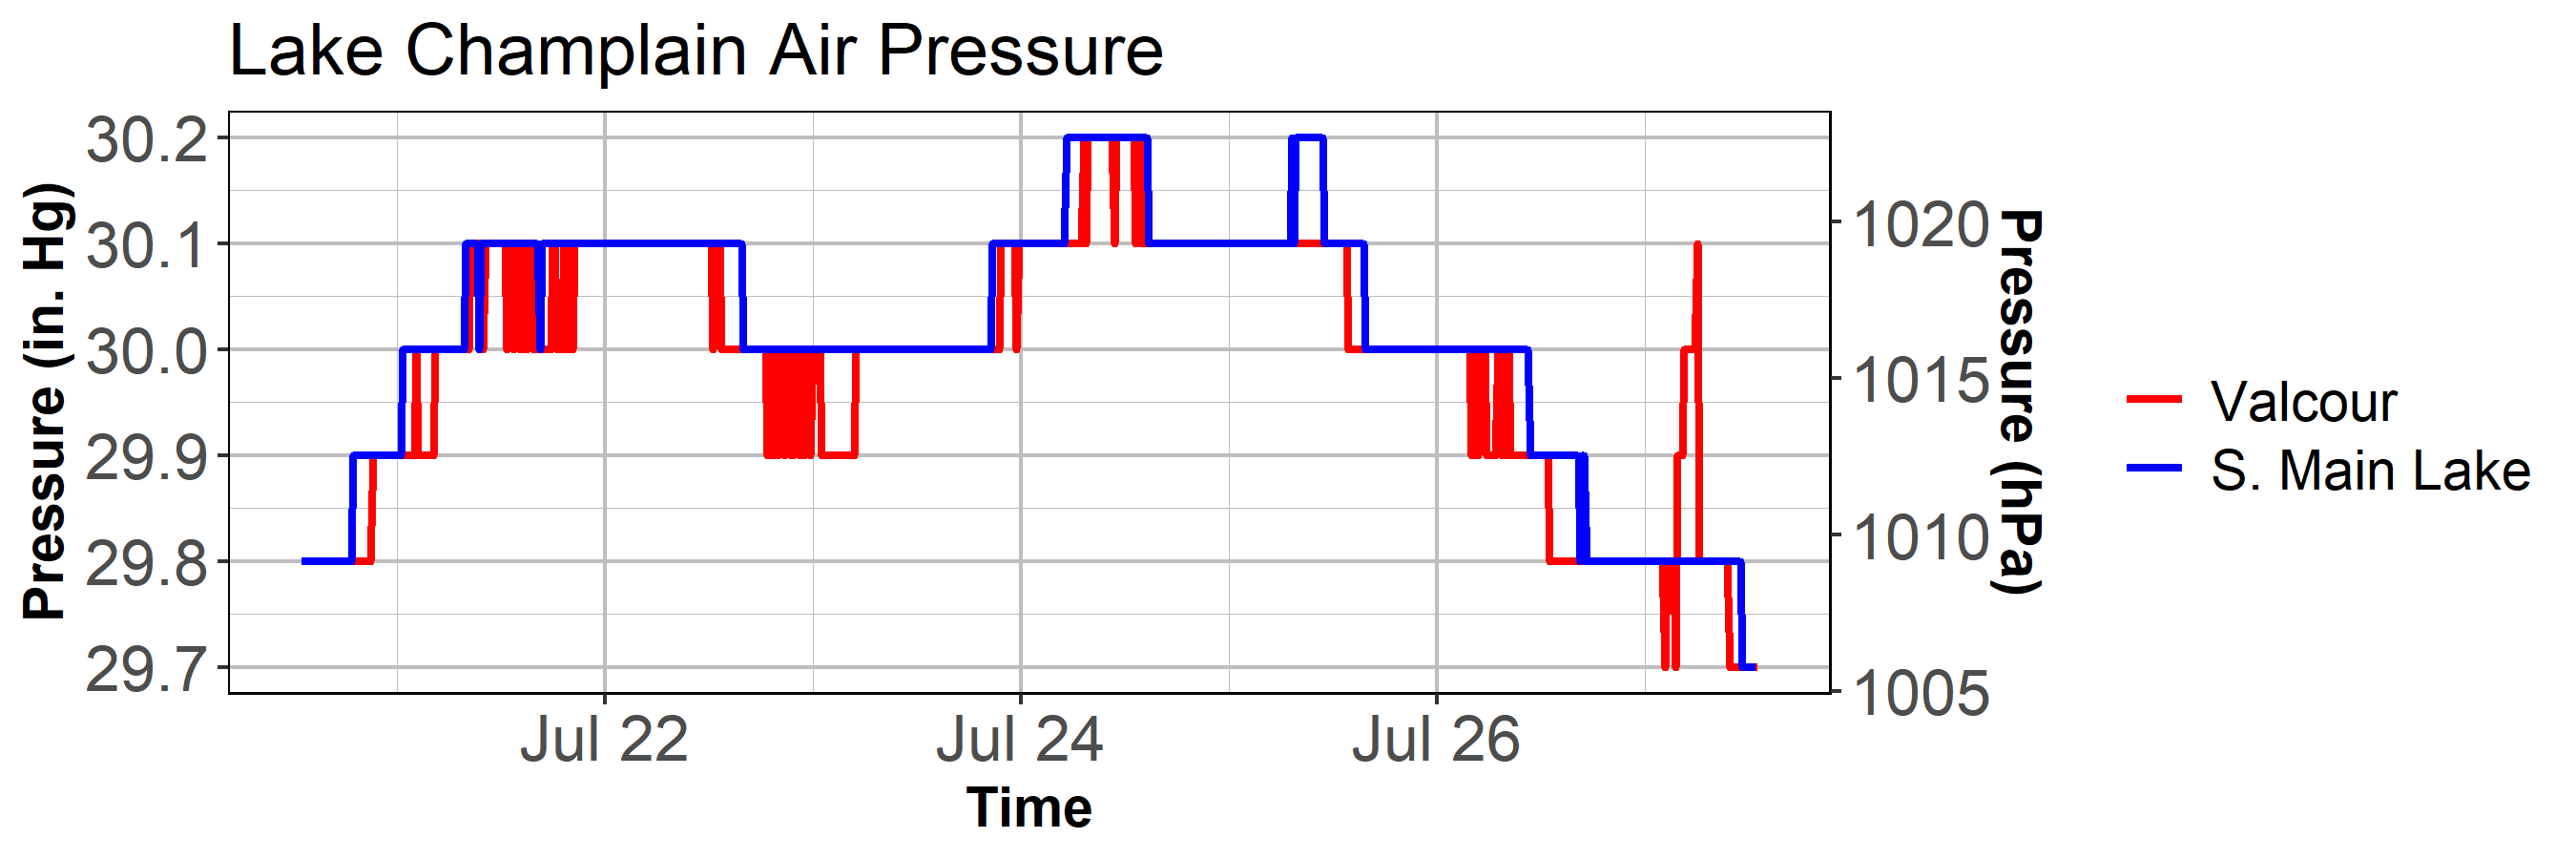 Lake Champlain Air Pressure
Pressure (in. Hg)
30.2
30.1
30.0
29.9
29.8
29.7
1020
1015
1010
1005
Pressure (hPa)
Jul 22 Jul 24 Jul 26
Time
Valcour
S. Main Lake